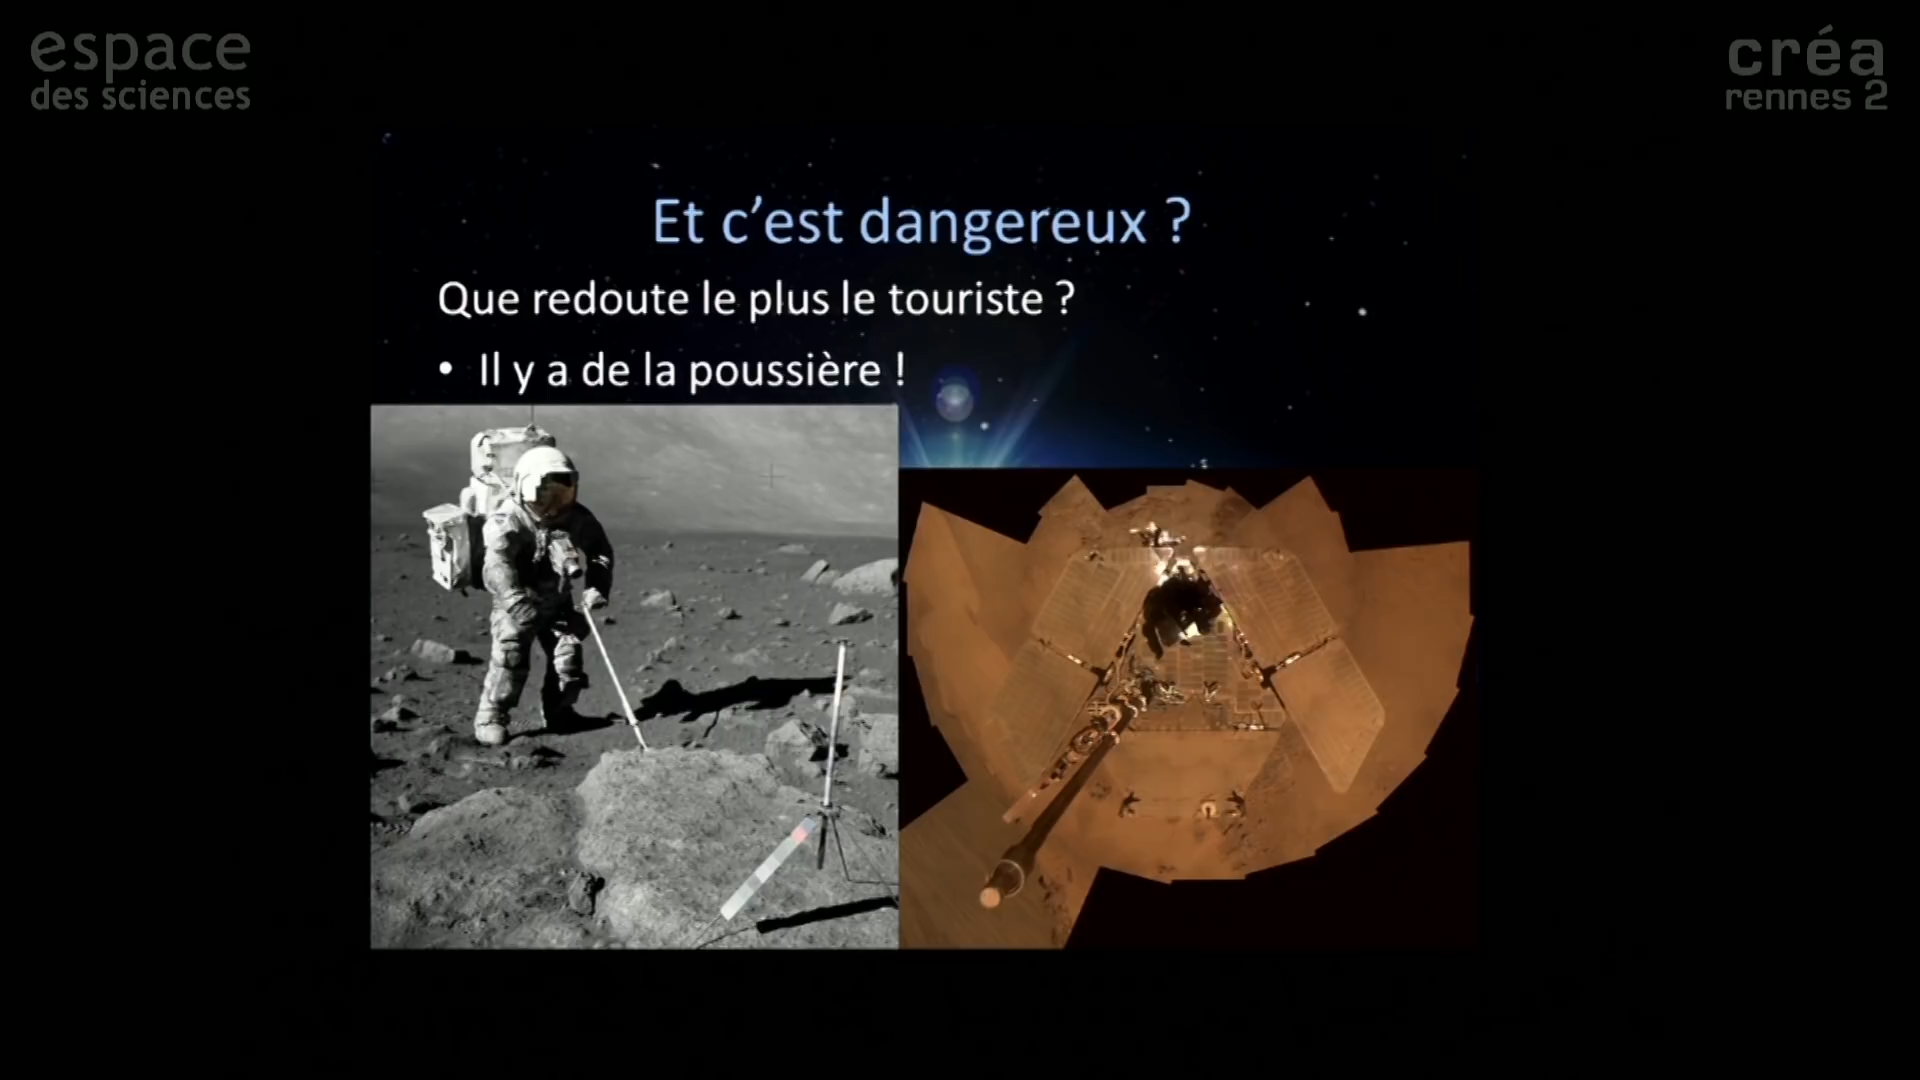 espace
des sciences
créa
rennes 2
Et c’est dangereux ?
Que redoute le plus le touriste ?
• Il y a de la poussière !